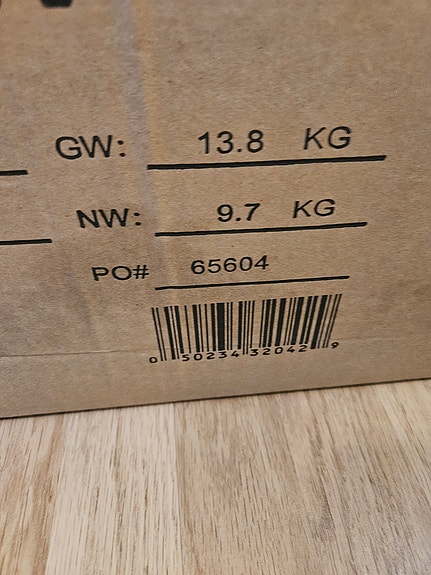 GW: 13.8 KG
NW: 9.7 KG
PO# 65604
0 50234 32042 9